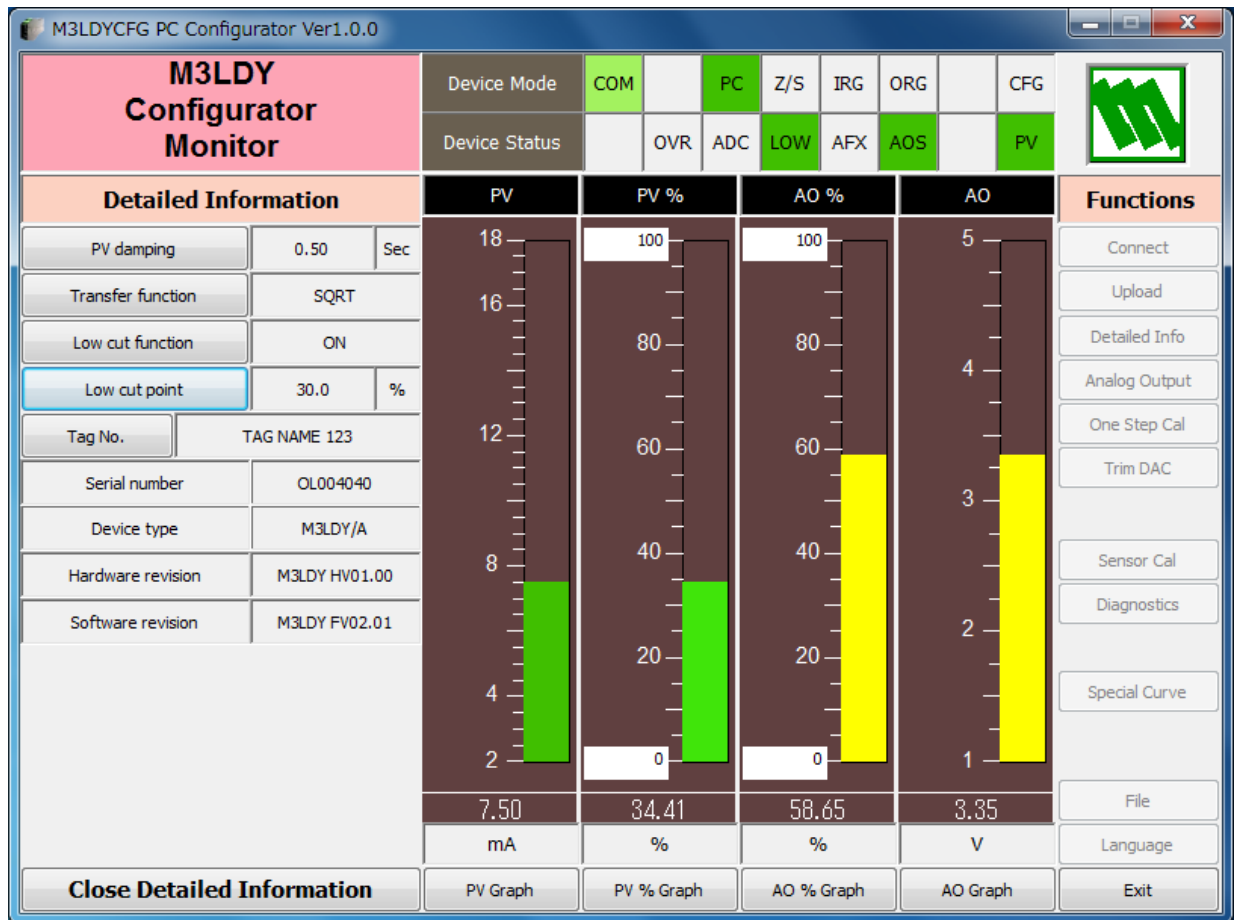 M3LDYCFG PC Configurator Ver1.0.0
M3LDY
Configurator
Monitor
Device Mode COM PC Z/S IRG ORG CFG
Device Status OVR ADC LOW AFX AOS PV
Detailed Information
PV damping 0.50 Sec
Transfer function SQRT
Low cut function ON
Low cut point 30.0 %
Tag No. TAG NAME 123
Serial number OL004040
Device type M3LDY/A
Hardware revision M3LDY HV01.00
Software revision M3LDY FV02.01
Close Detailed Information
PV
18
16
12
8
4
2
7.50
mA
PV Graph
PV %
100
80
60
40
20
0
34.41
%
PV % Graph
AO %
100
80
60
40
20
0
58.65
%
AO % Graph
AO
5
4
3
2
1
3.35
V
AO Graph
Functions
Connect
Upload
Detailed Info
Analog Output
One Step Cal
Trim DAC
Sensor Cal
Diagnostics
Special Curve
File
Language
Exit